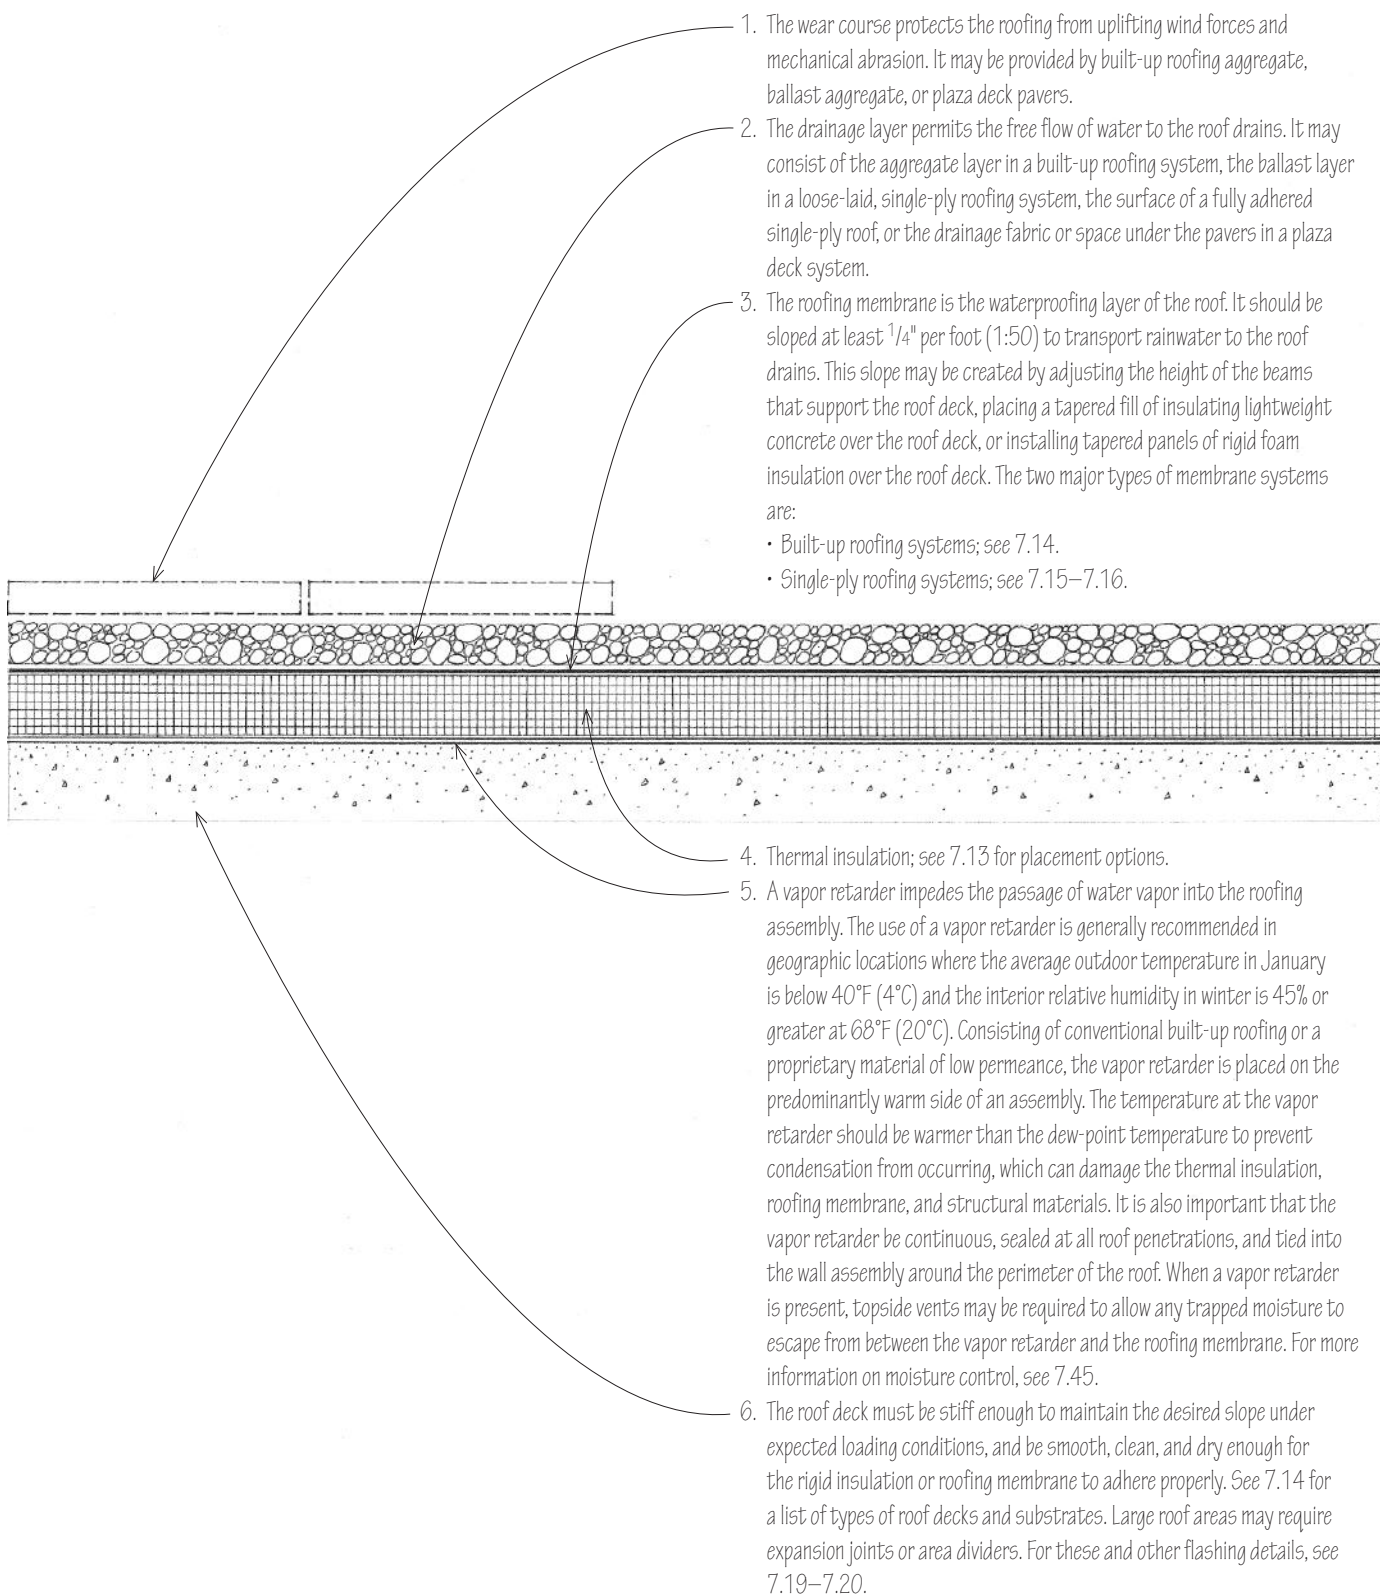 1. The wear course protects the roofing from uplifting wind forces and
mechanical abrasion. It may be provided by built-up roofing aggregate,
ballast aggregate, or plaza deck pavers.
2. The drainage layer permits the free flow of water to the roof drains. It may
consist of the aggregate layer in a built-up roofing system, the ballast layer
in a loose-laid, single-ply roofing system, the surface of a fully adhered
single-ply roof, or the drainage fabric or space under the pavers in a plaza
deck system.
3. The roofing membrane is the waterproofing layer of the roof. It should be
sloped at least 1/4" per foot (1:50) to transport rainwater to the roof
drains. This slope may be created by adjusting the height of the beams
that support the roof deck, placing a tapered fill of insulating lightweight
concrete over the roof deck, or installing tapered panels of rigid foam
insulation over the roof deck. The two major types of membrane systems
are:
• Built-up roofing systems; see 7.14.
• Single-ply roofing systems; see 7.15–7.16.
4. Thermal insulation; see 7.13 for placement options.
5. A vapor retarder impedes the passage of water vapor into the roofing
assembly. The use of a vapor retarder is generally recommended in
geographic locations where the average outdoor temperature in January
is below 40°F (4°C) and the interior relative humidity in winter is 45% or
greater at 68°F (20°C). Consisting of conventional built-up roofing or a
proprietary material of low permeance, the vapor retarder is placed on the
predominantly warm side of an assembly. The temperature at the vapor
retarder should be warmer than the dew-point temperature to prevent
condensation from occurring, which can damage the thermal insulation,
roofing membrane, and structural materials. It is also important that the
vapor retarder be continuous, sealed at all roof penetrations, and tied into
the wall assembly around the perimeter of the roof. When a vapor retarder
is present, topside vents may be required to allow any trapped moisture to
escape from between the vapor retarder and the roofing membrane. For more
information on moisture control, see 7.45.
6. The roof deck must be stiff enough to maintain the desired slope under
expected loading conditions, and be smooth, clean, and dry enough for
the rigid insulation or roofing membrane to adhere properly. See 7.14 for
a list of types of roof decks and substrates. Large roof areas may require
expansion joints or area dividers. For these and other flashing details, see
7.19–7.20.